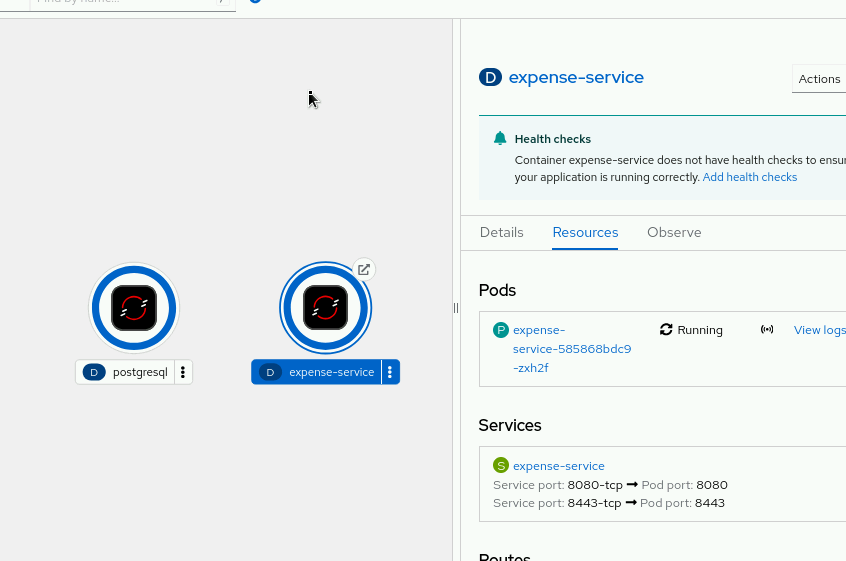 Find by name...
D expense-service
Actions
Health checks
Container expense-service does not have health checks to ensur
your application is running correctly. Add health checks
Details Resources Observe
Pods
P expense-
service-585868bdc9
-zxh2f
Running
View logs
D postgresql
D expense-service
Services
S expense-service
Service port: 8080-tcp ➞ Pod port: 8080
Service port: 8443-tcp ➞ Pod port: 8443
Routes